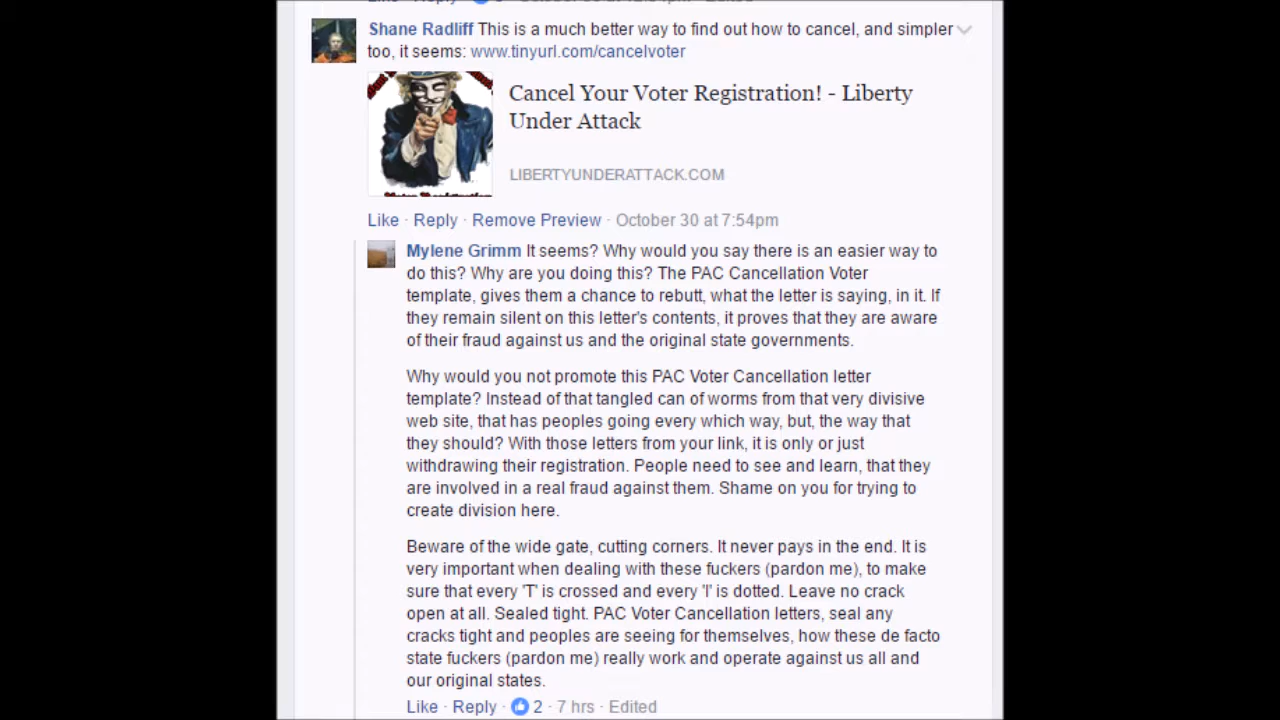 Shane Radliff This is a much better way to find out how to cancel, and simpler
too, it seems: www.tinyurl.com/cancelvoter
Cancel Your Voter Registration! - Liberty
Under Attack
LIBERTYUNDERATTACK.COM
Like · Reply · Remove Preview · October 30 at 7:54pm
Mylene Grimm It seems? Why would you say there is an easier way to
do this? Why are you doing this? The PAC Cancellation Voter
template, gives them a chance to rebutt, what the letter is saying, in it. If
they remain silent on this letter's contents, it proves that they are aware
of their fraud against us and the original state governments.
Why would you not promote this PAC Voter Cancellation letter
template? Instead of that tangled can of worms from that very divisive
web site, that has peoples going every which way, but, the way that
they should? With those letters from your link, it is only or just
withdrawing their registration. People need to see and learn, that they
are involved in a real fraud against them. Shame on you for trying to
create division here.
Beware of the wide gate, cutting corners. It never pays in the end. It is
very important when dealing with these fuckers (pardon me), to make
sure that every 'T' is crossed and every 'I' is dotted. Leave no crack
open at all. Sealed tight. PAC Voter Cancellation letters, seal any
cracks tight and peoples are seeing for themselves, how these de facto
state fuckers (pardon me) really work and operate against us all and
our original states.
Like · Reply · 2 · 7 hrs · Edited